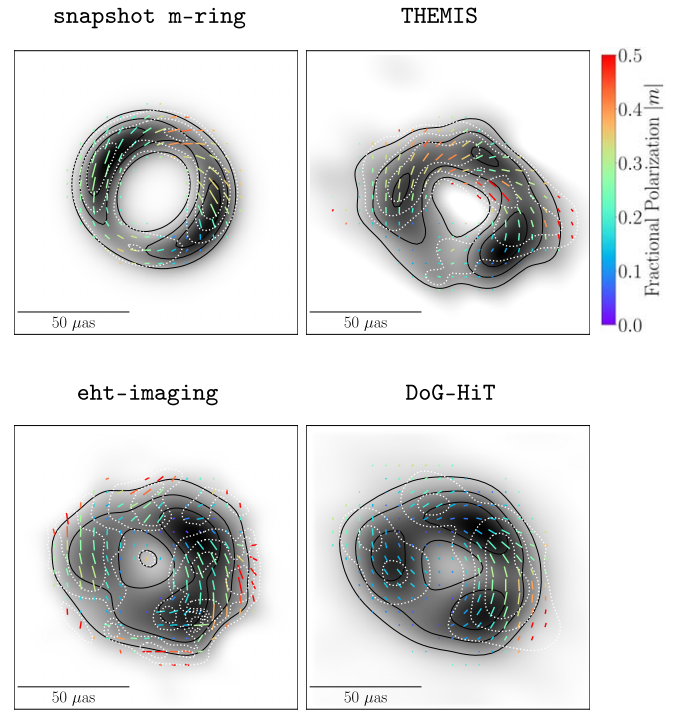 snapshot m-ring
THEMIS
50 μas
50 μas
0.5
0.4
0.3
0.2
0.1
0.0
Fractional Polarization |m|
eht-imaging
DoG-HiT
50 μas
50 μas